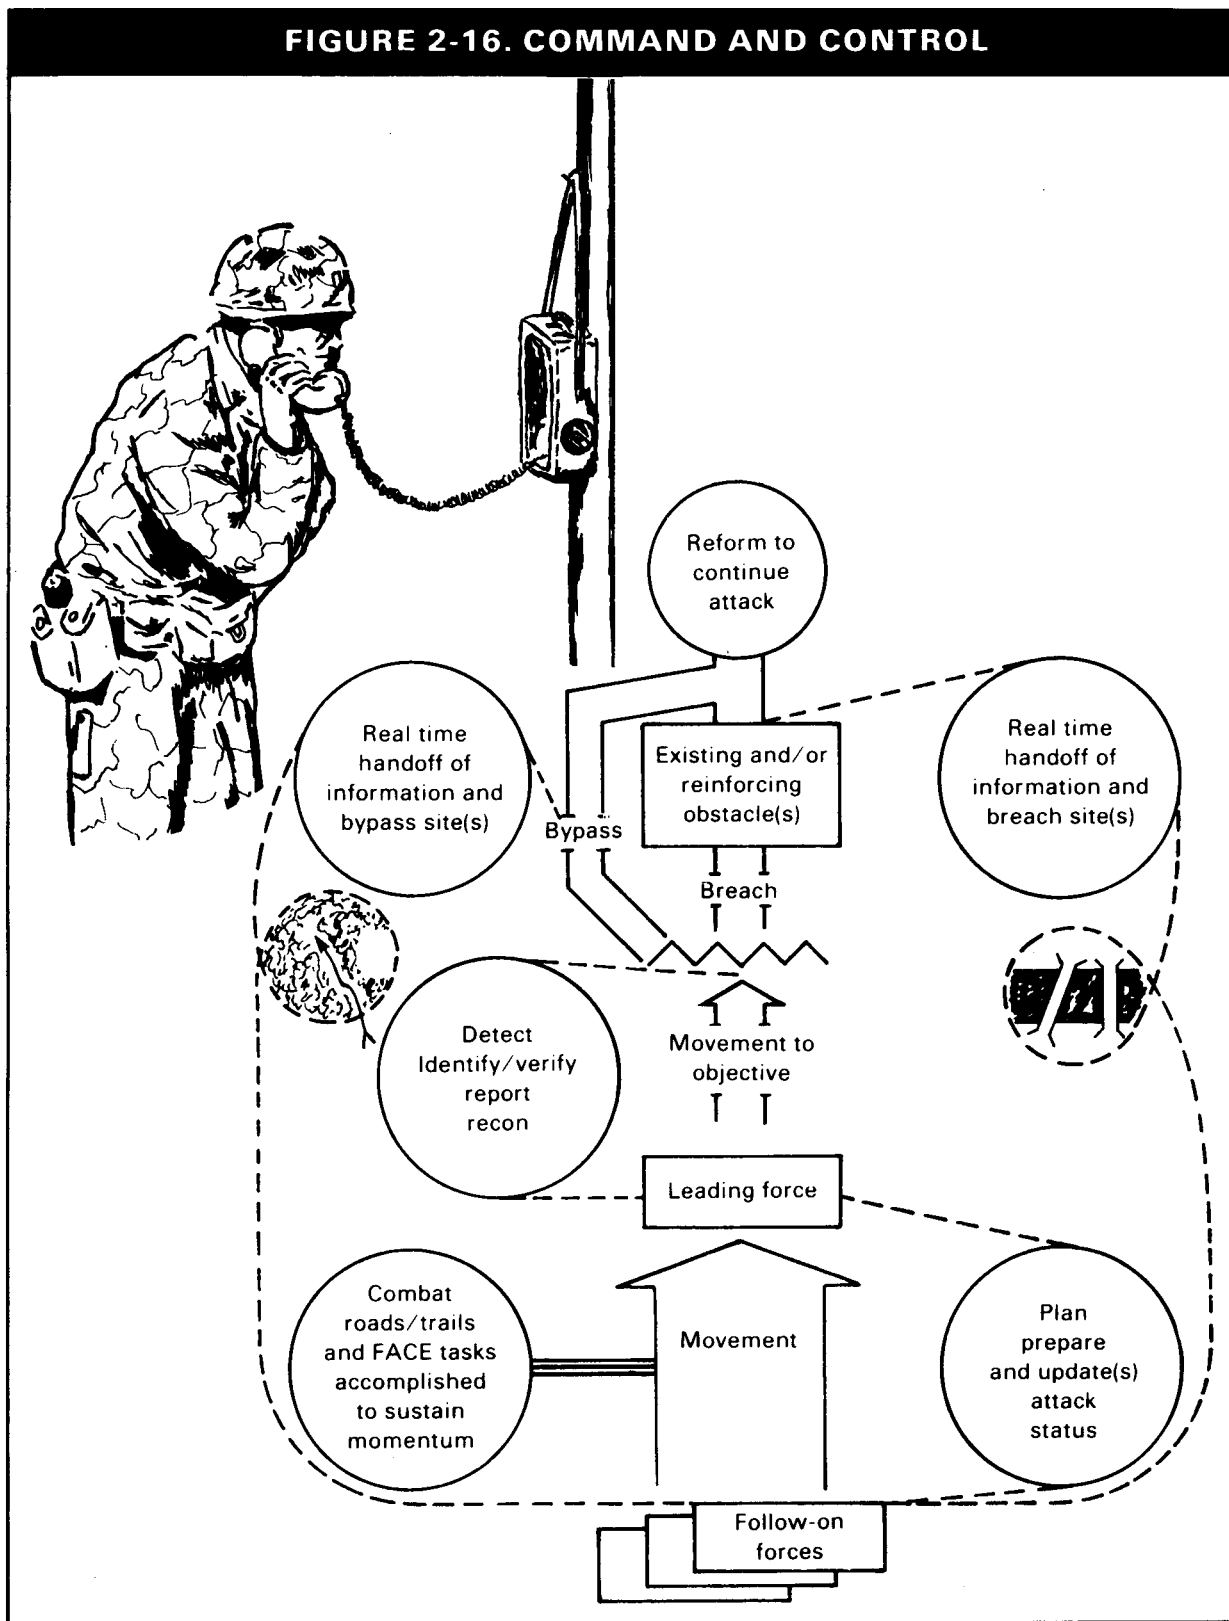 FIGURE 2-16. COMMAND AND CONTROL
Reform to
continue
attack
Real time
handoff of
information and
bypass site(s)
Existing and/or
reinforcing
obstacle(s)
Real time
handoff of
information and
breach site(s)
Bypass
Breach
Detect
Identify/verify
report
recon
Movement to
objective
Leading force
Combat
roads/trails
and FACE tasks
accomplished
to sustain
momentum
Movement
Plan
prepare
and update(s)
attack
status
Follow-on
forces